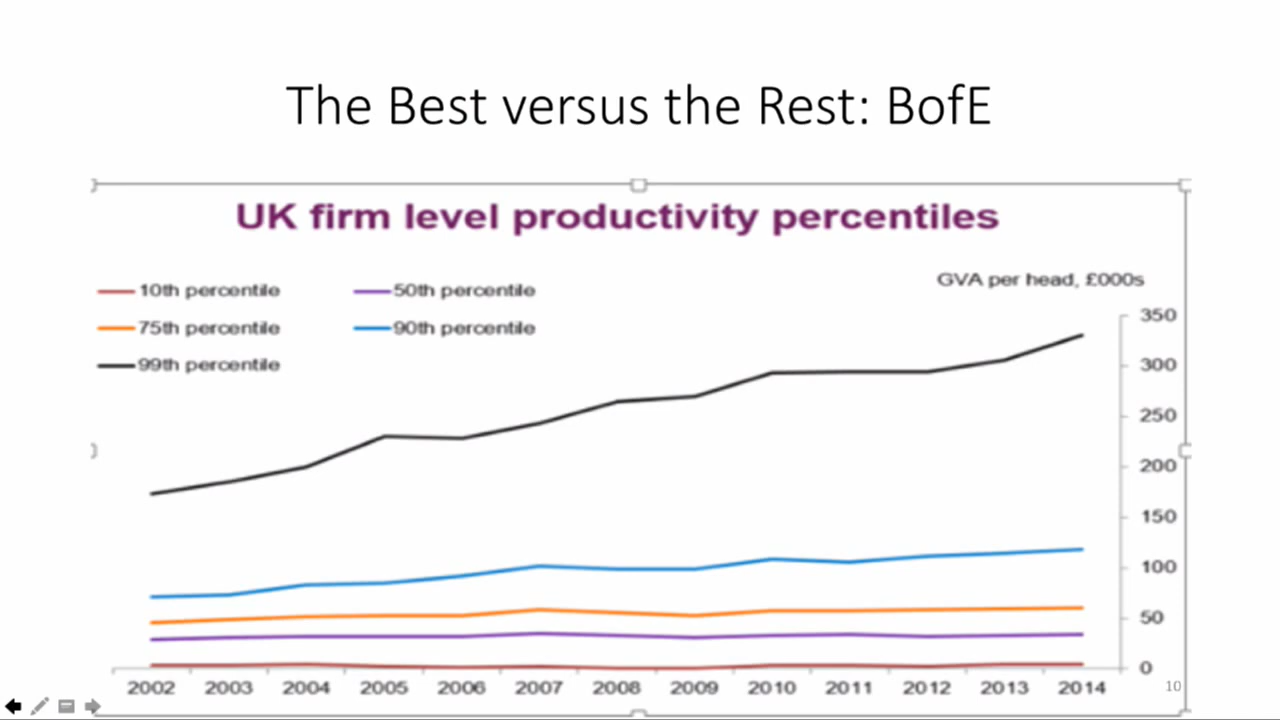 The Best versus the Rest: BofE
UK firm level productivity percentiles
GVA per head, £000s
10th percentile 50th percentile
75th percentile 90th percentile
99th percentile
350
300
250
200
150
100
50
0
2002 2003 2004 2005 2006 2007 2008 2009 2010 2011 2012 2013 2014
10